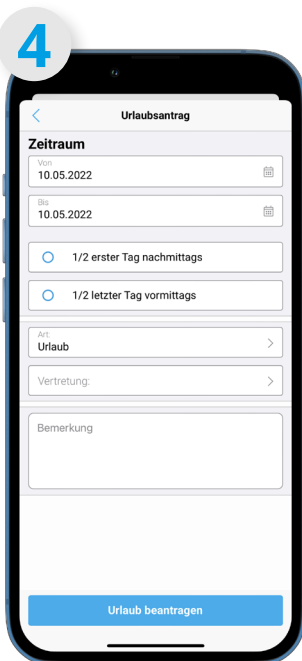 4
Urlaubsantrag
Zeitraum
Von
10.05.2022
Bis
10.05.2022
1/2 erster Tag nachmittags
1/2 letzter Tag vormittags
Art:
Urlaub
Vertretung:
Bemerkung
Urlaub beantragen